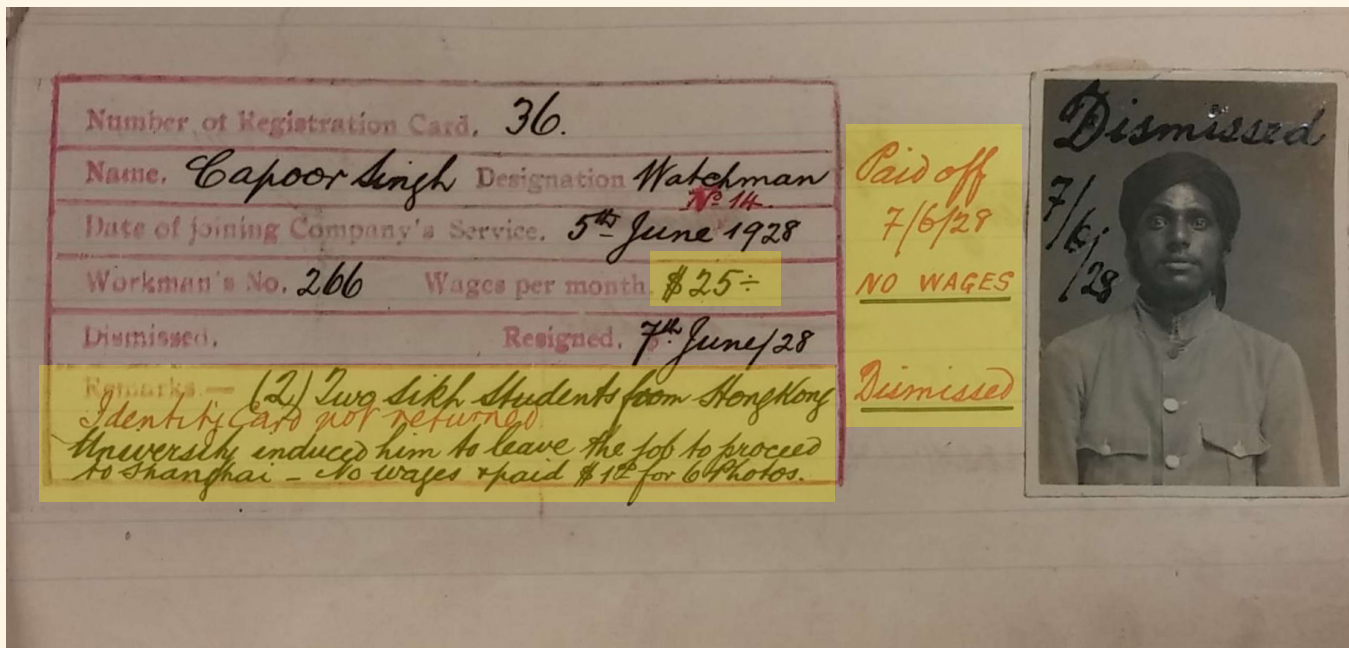 Number of Registration Card. 36.
Name. Capoor Singh Designation Watchman
No. 14.
Date of joining Company's Service. 5th June 1928
Workman's No. 266 Wages per month. $25÷
Dismissed. Resigned. 7th June/28
Remarks.— (2) Two Sikh Students from HongKong
Identity Card not returned
University induced him to leave the job to proceed
to Shanghai – No wages & paid for 6 Photos.
Paid off
7/6/28
NO WAGES
Dismissed
Dismissed
7/6/28